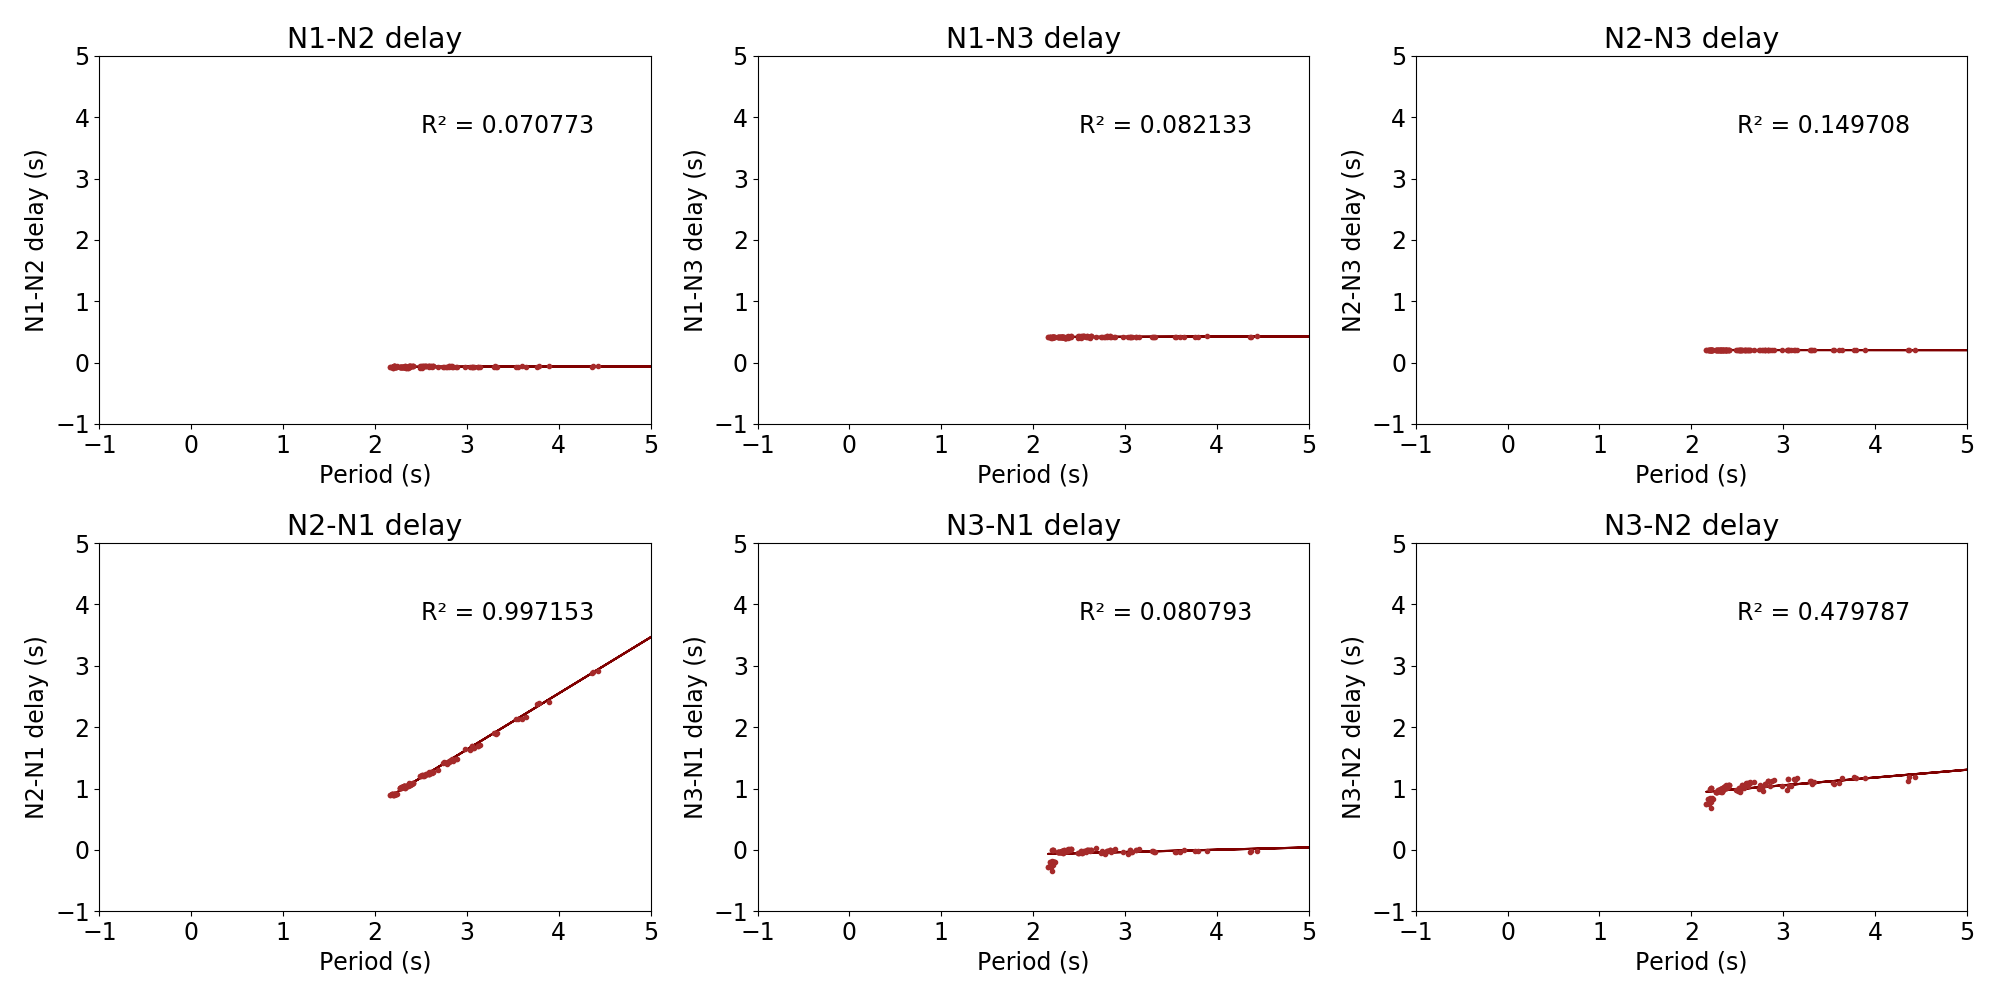 N1-N2 delay
N1-N3 delay
N2-N3 delay
R² = 0.070773
R² = 0.082133
R² = 0.149708
N1-N2 delay (s)
5
4
3
2
1
0
−1
−1 0 1 2 3 4 5
Period (s)
N1-N3 delay (s)
5
4
3
2
1
0
−1
−1 0 1 2 3 4 5
Period (s)
N2-N3 delay (s)
5
4
3
2
1
0
−1
−1 0 1 2 3 4 5
Period (s)
N2-N1 delay
N3-N1 delay
N3-N2 delay
R² = 0.997153
R² = 0.080793
R² = 0.479787
N2-N1 delay (s)
5
4
3
2
1
0
−1
−1 0 1 2 3 4 5
Period (s)
N3-N1 delay (s)
5
4
3
2
1
0
−1
−1 0 1 2 3 4 5
Period (s)
N3-N2 delay (s)
5
4
3
2
1
0
−1
−1 0 1 2 3 4 5
Period (s)